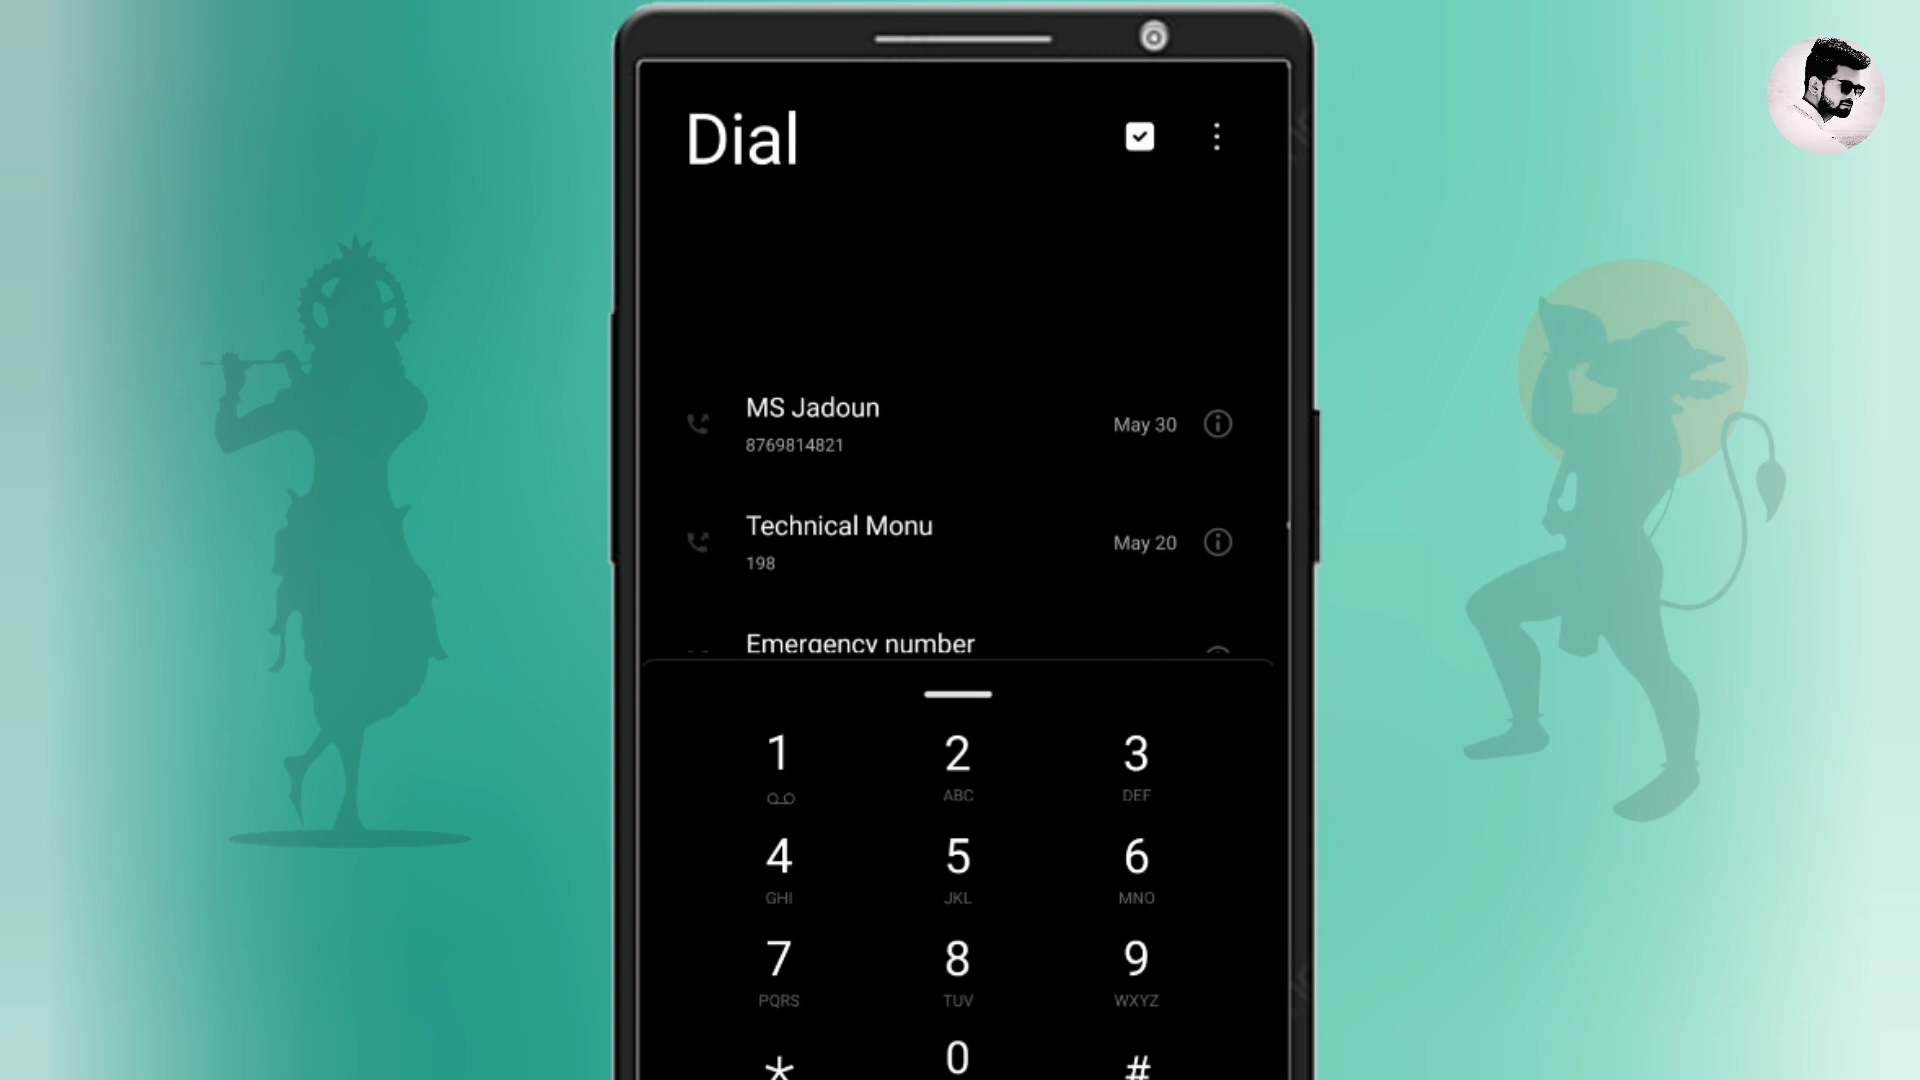 Dial
MS Jadoun
8769814821
May 30
Technical Monu
198
May 20
Emergency number
1
2
ABC
3
DEF
4
GHI
5
JKL
6
MNO
7
PQRS
8
TUV
9
WXYZ
*
0
#